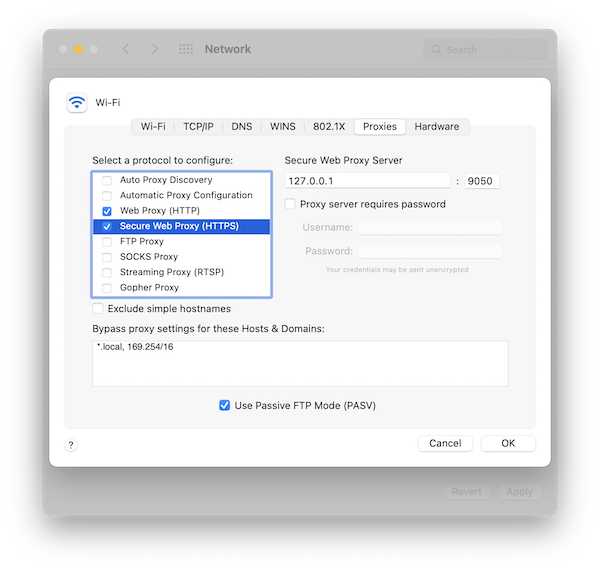 Network
Search
Wi-Fi
Wi-Fi TCP/IP DNS WINS 802.1X Proxies Hardware
Select a protocol to configure:
Auto Proxy Discovery
Automatic Proxy Configuration
Web Proxy (HTTP)
Secure Web Proxy (HTTPS)
FTP Proxy
SOCKS Proxy
Streaming Proxy (RTSP)
Gopher Proxy
Exclude simple hostnames
Secure Web Proxy Server
127.0.0.1 : 9050
Proxy server requires password
Username:
Password:
Your credentials may be sent unencrypted
Bypass proxy settings for these Hosts & Domains:
*.local, 169.254/16
Use Passive FTP Mode (PASV)
? Cancel OK
Revert Apply